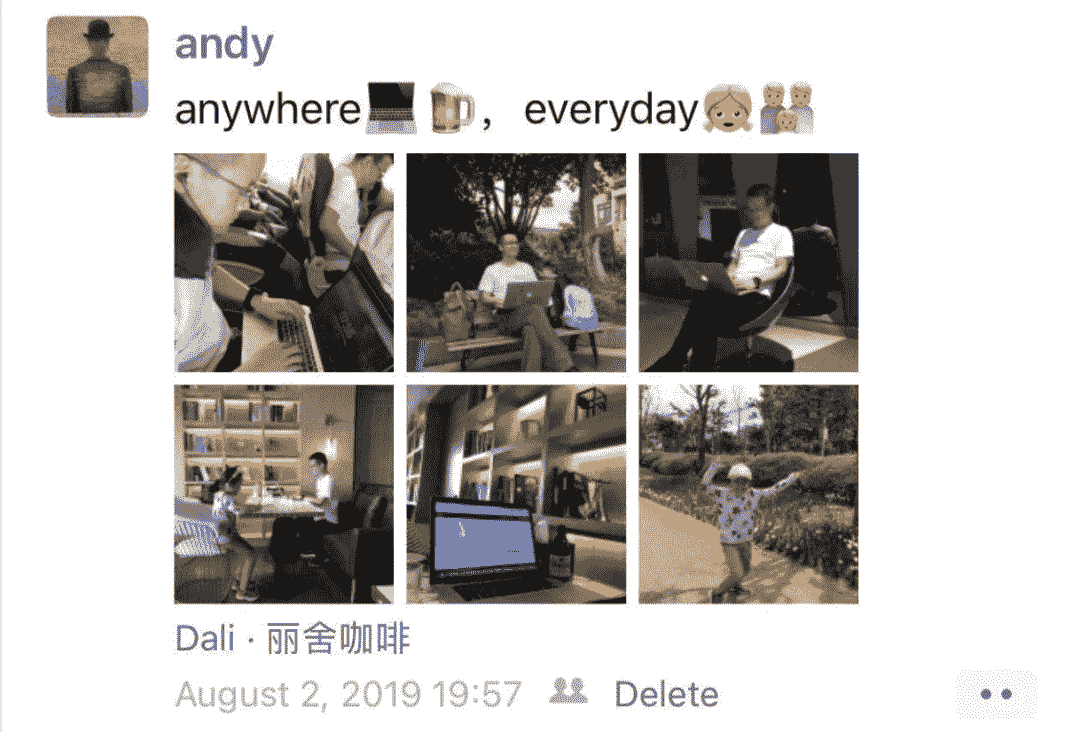 andy
anywhere💻🍺，everyday👧👨‍👨‍👦
Dali · 丽舍咖啡
August 2, 2019 19:57 Delete